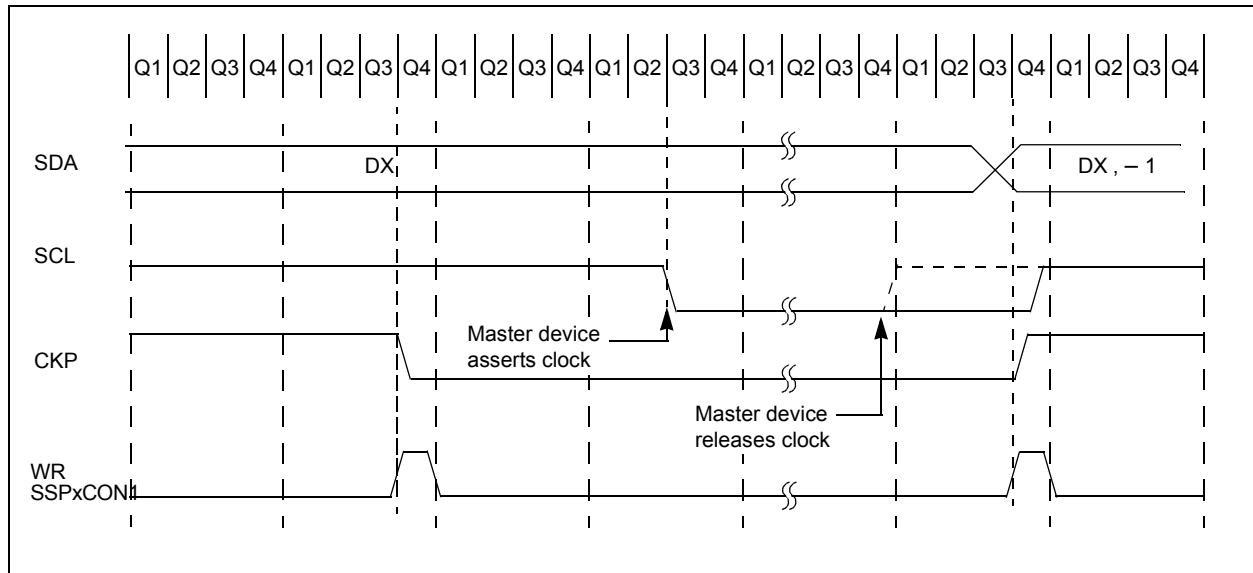 Q1 Q2 Q3 Q4 Q1 Q2 Q3 Q4 Q1 Q2 Q3 Q4 Q1 Q2 Q3 Q4 Q1 Q2 Q3 Q4 Q1 Q2 Q3 Q4 Q1 Q2 Q3 Q4
SDA
DX
DX , – 1
SCL
Master device
asserts clock
CKP
Master device
releases clock
WR
SSPxCON1